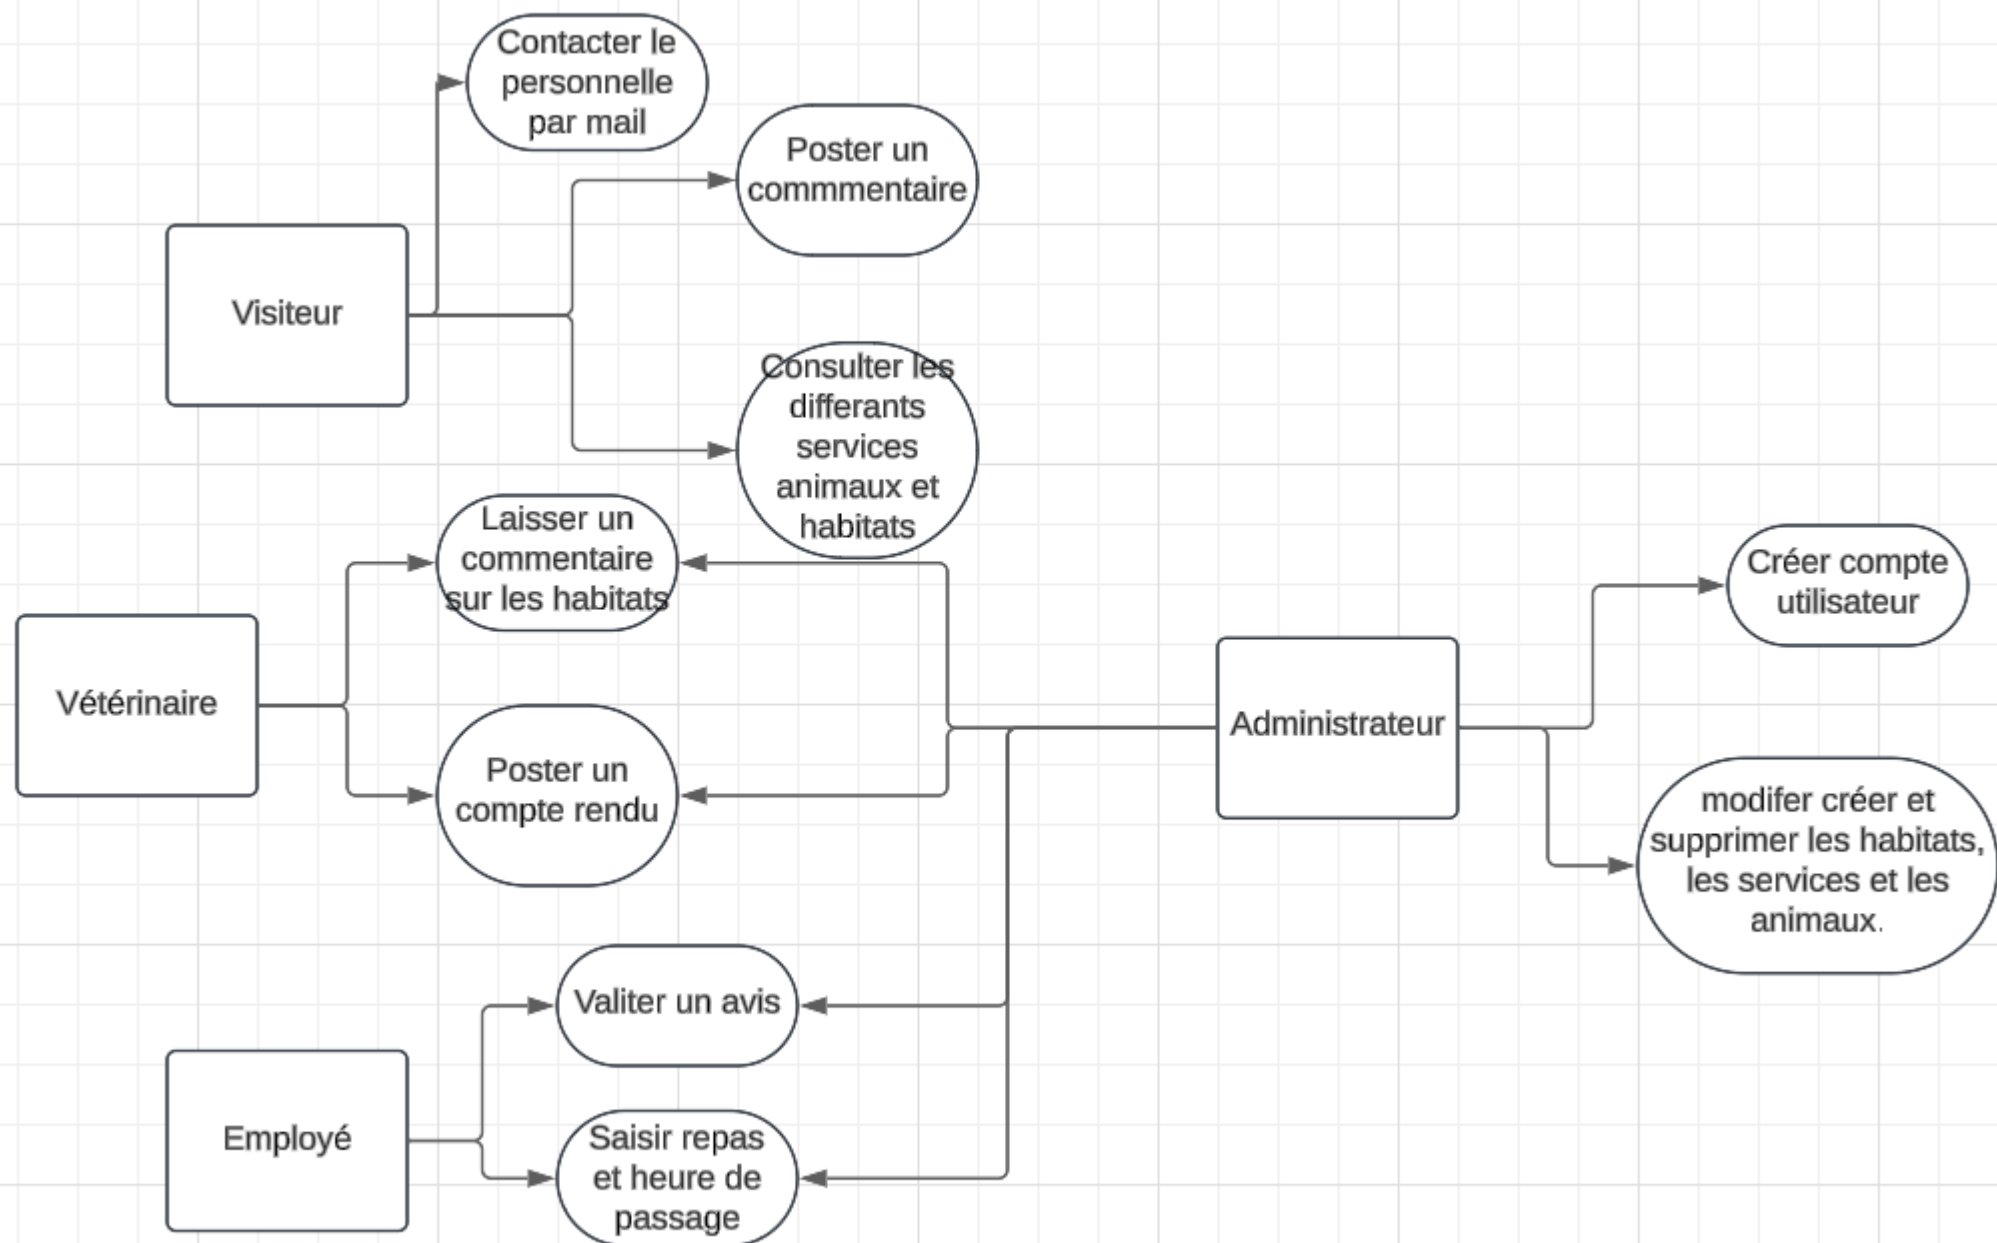 Contacter le
personnelle
par mail
Poster un
commmentaire
Visiteur
Consulter les
differants
services
animaux et
habitats
Laisser un
commentaire
sur les habitats
Créer compte
utilisateur
Vétérinaire
Administrateur
Poster un
compte rendu
modifer créer et
supprimer les habitats,
les services et les
animaux.
Valiter un avis
Employé
Saisir repas
et heure de
passage